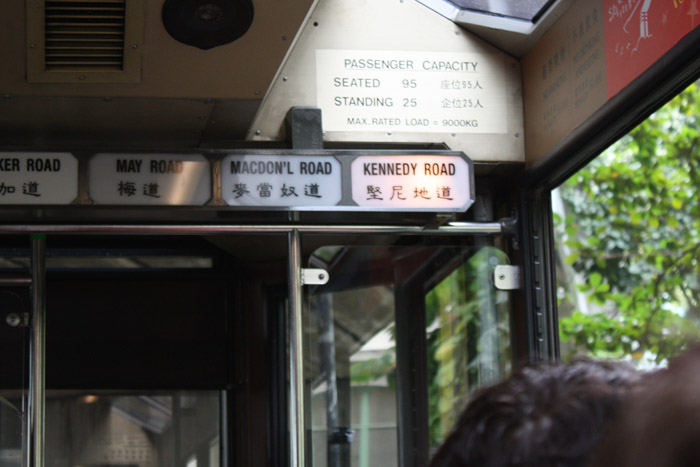 PASSENGER CAPACITY
SEATED 95 座位95人
STANDING 25 企位25人
MAX.RATED LOAD = 9000KG
KER ROAD
加道
MAY ROAD
梅道
MACDON'L ROAD
麥當奴道
KENNEDY ROAD
堅尼地道